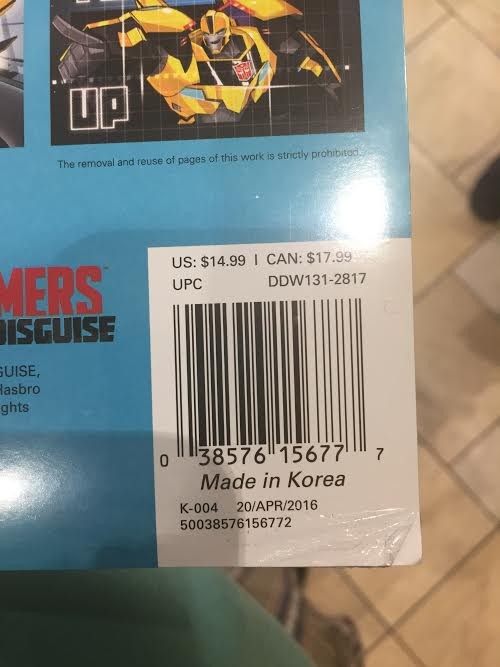 UP
The removal and reuse of pages of this work is strictly prohibited.
US: $14.99 | CAN: $17.99
UPC DDW131-2817
MERS
DISGUISE
GUISE,
Hasbro
ghts
0 38576 15677 7
Made in Korea
K-004 20/APR/2016
50038576156772